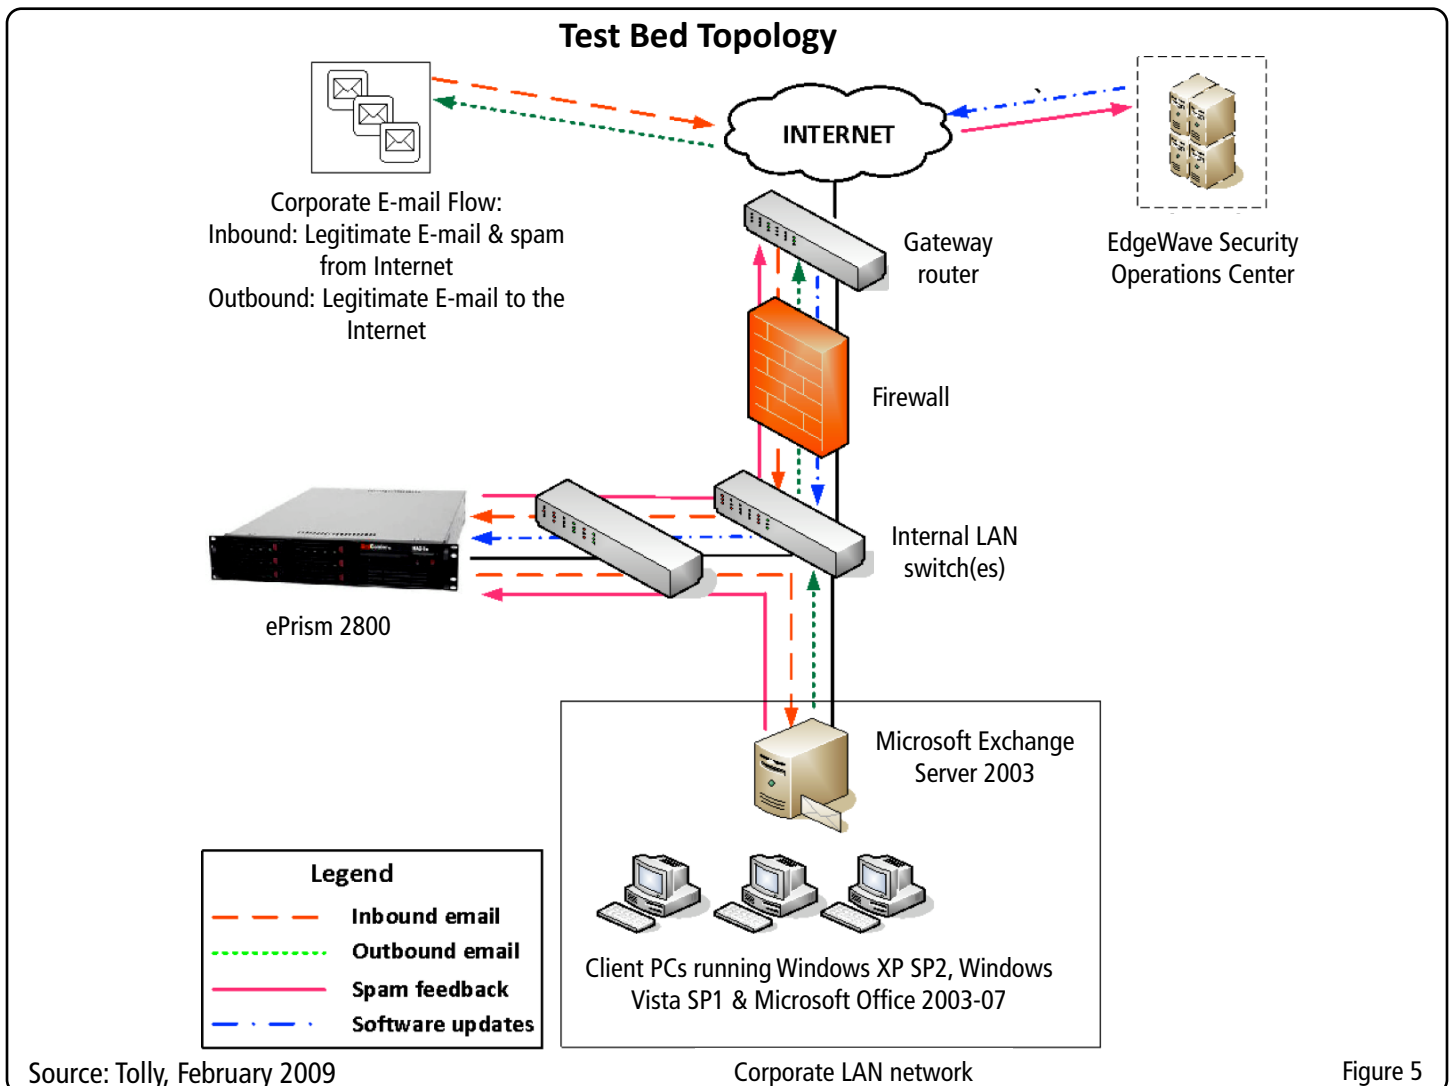 Test Bed Topology
INTERNET
Corporate E-mail Flow:
Inbound: Legitimate E-mail & spam
from Internet
Outbound: Legitimate E-mail to the
Internet
Gateway
router
EdgeWave Security
Operations Center
Firewall
Internal LAN
switch(es)
ePrism 2800
Microsoft Exchange
Server 2003
Client PCs running Windows XP SP2, Windows
Vista SP1 & Microsoft Office 2003-07
Legend
Inbound email
Outbound email
Spam feedback
Software updates
Source: Tolly, February 2009
Corporate LAN network
Figure 5